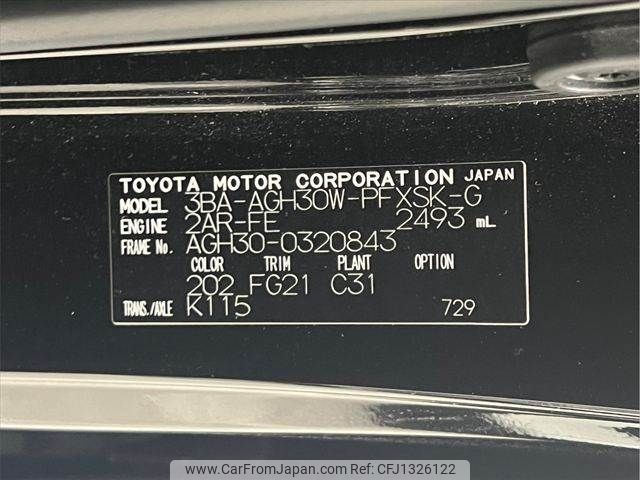 TOYOTA MOTOR CORPORATION JAPAN
MODEL 3BA-AGH30W-PFXSK-G
ENGINE 2AR-FE 2493 mL
FRAME No. AGH30-0320843
COLOR TRIM PLANT OPTION
202 FG21 C31
TRANS./AXLE K115
729
www.CarFromJapan.com | Ref No. CFJ1326122